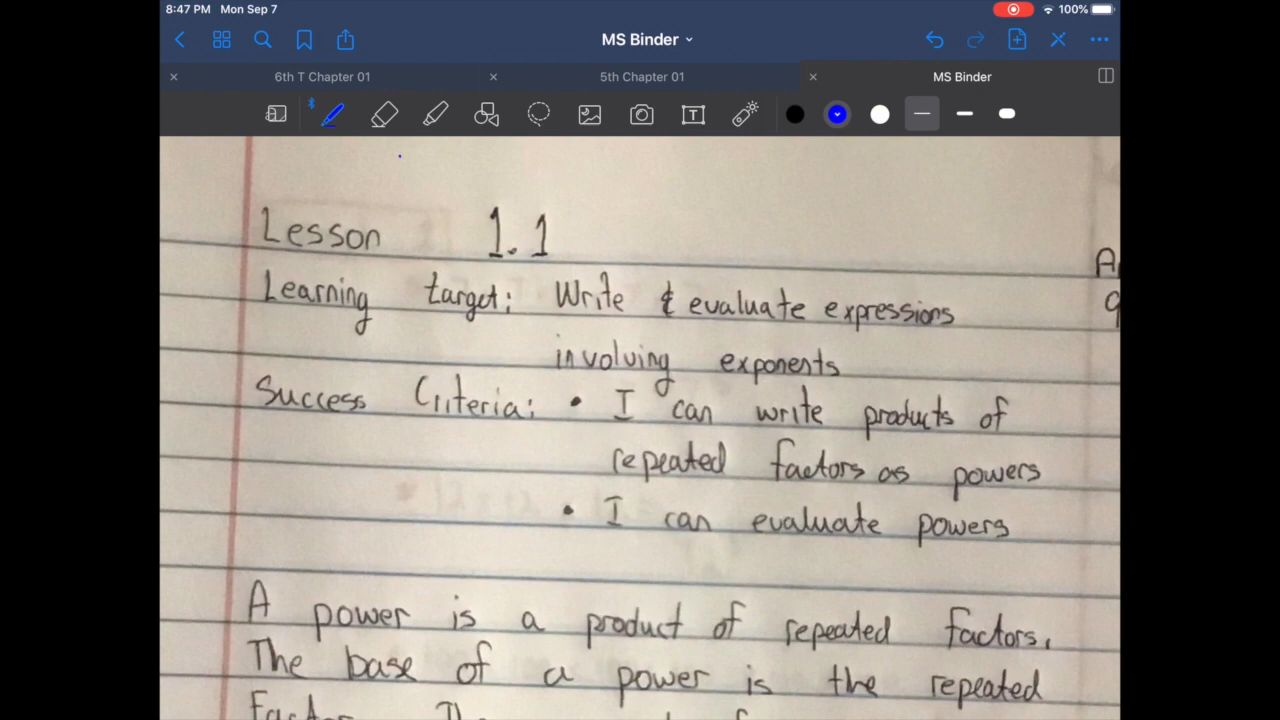 8:47 PM Mon Sep 7
100%
MS Binder
6th T Chapter 01
5th Chapter 01
MS Binder
T
Lesson 1.1
Learning target: Write & evaluate expressions
involving exponents
Success Criteria: • I can write products of
repeated factors as powers
• I can evaluate powers
A power is a product of repeated factors.
The base of a power is the repeated
Factor.